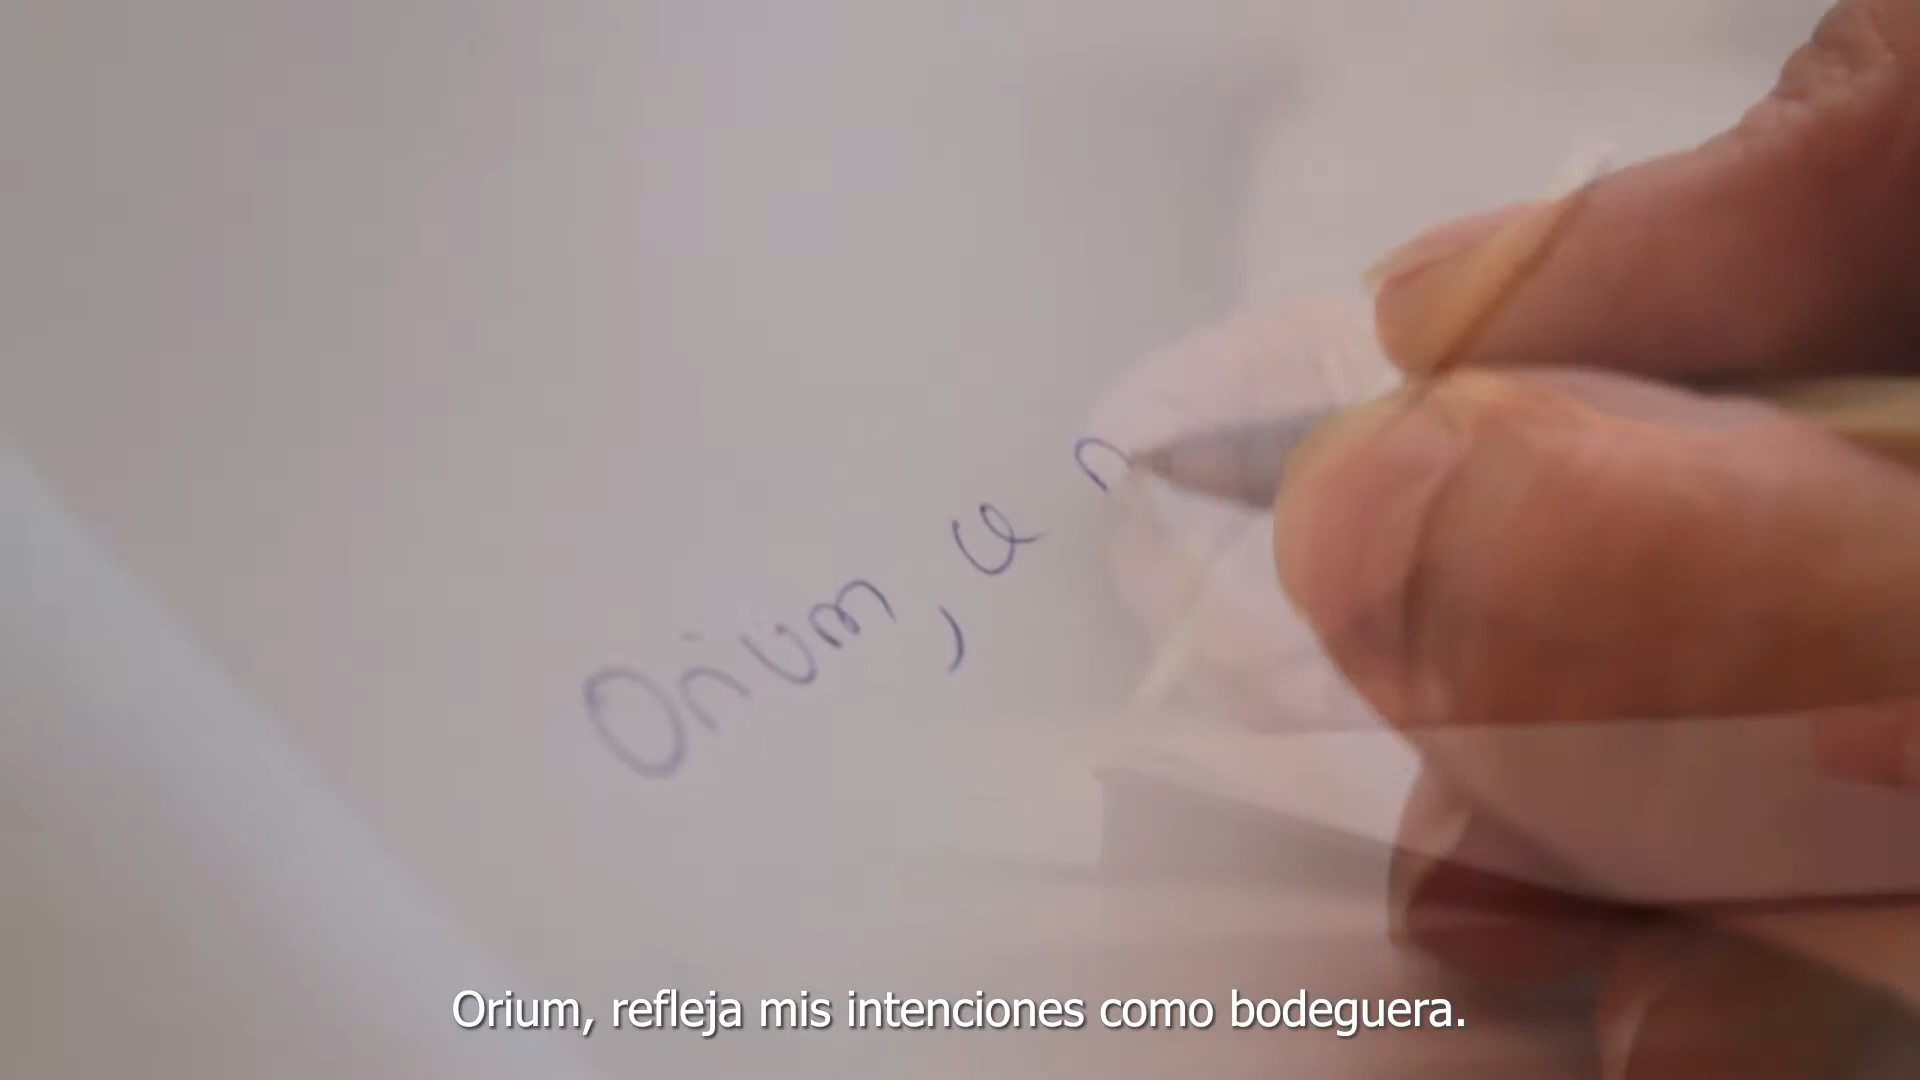 Orium, u n
Orium, refleja mis intenciones como bodeguera.